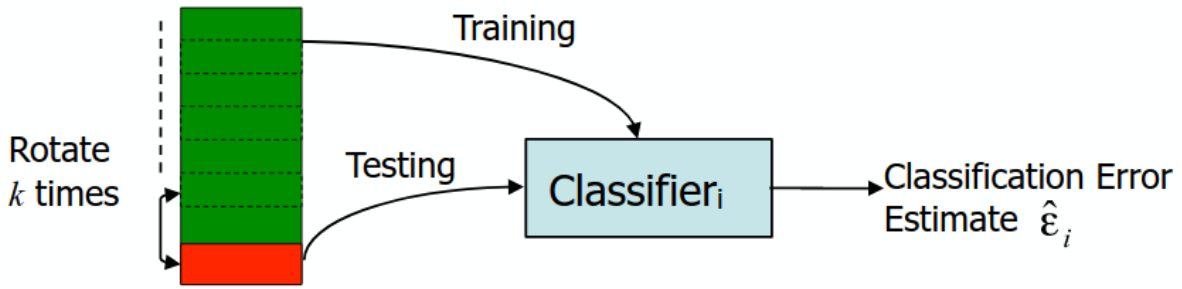 Training
Rotate
k times
Testing
Classifierᵢ
Classification Error
Estimate ε̂ᵢ